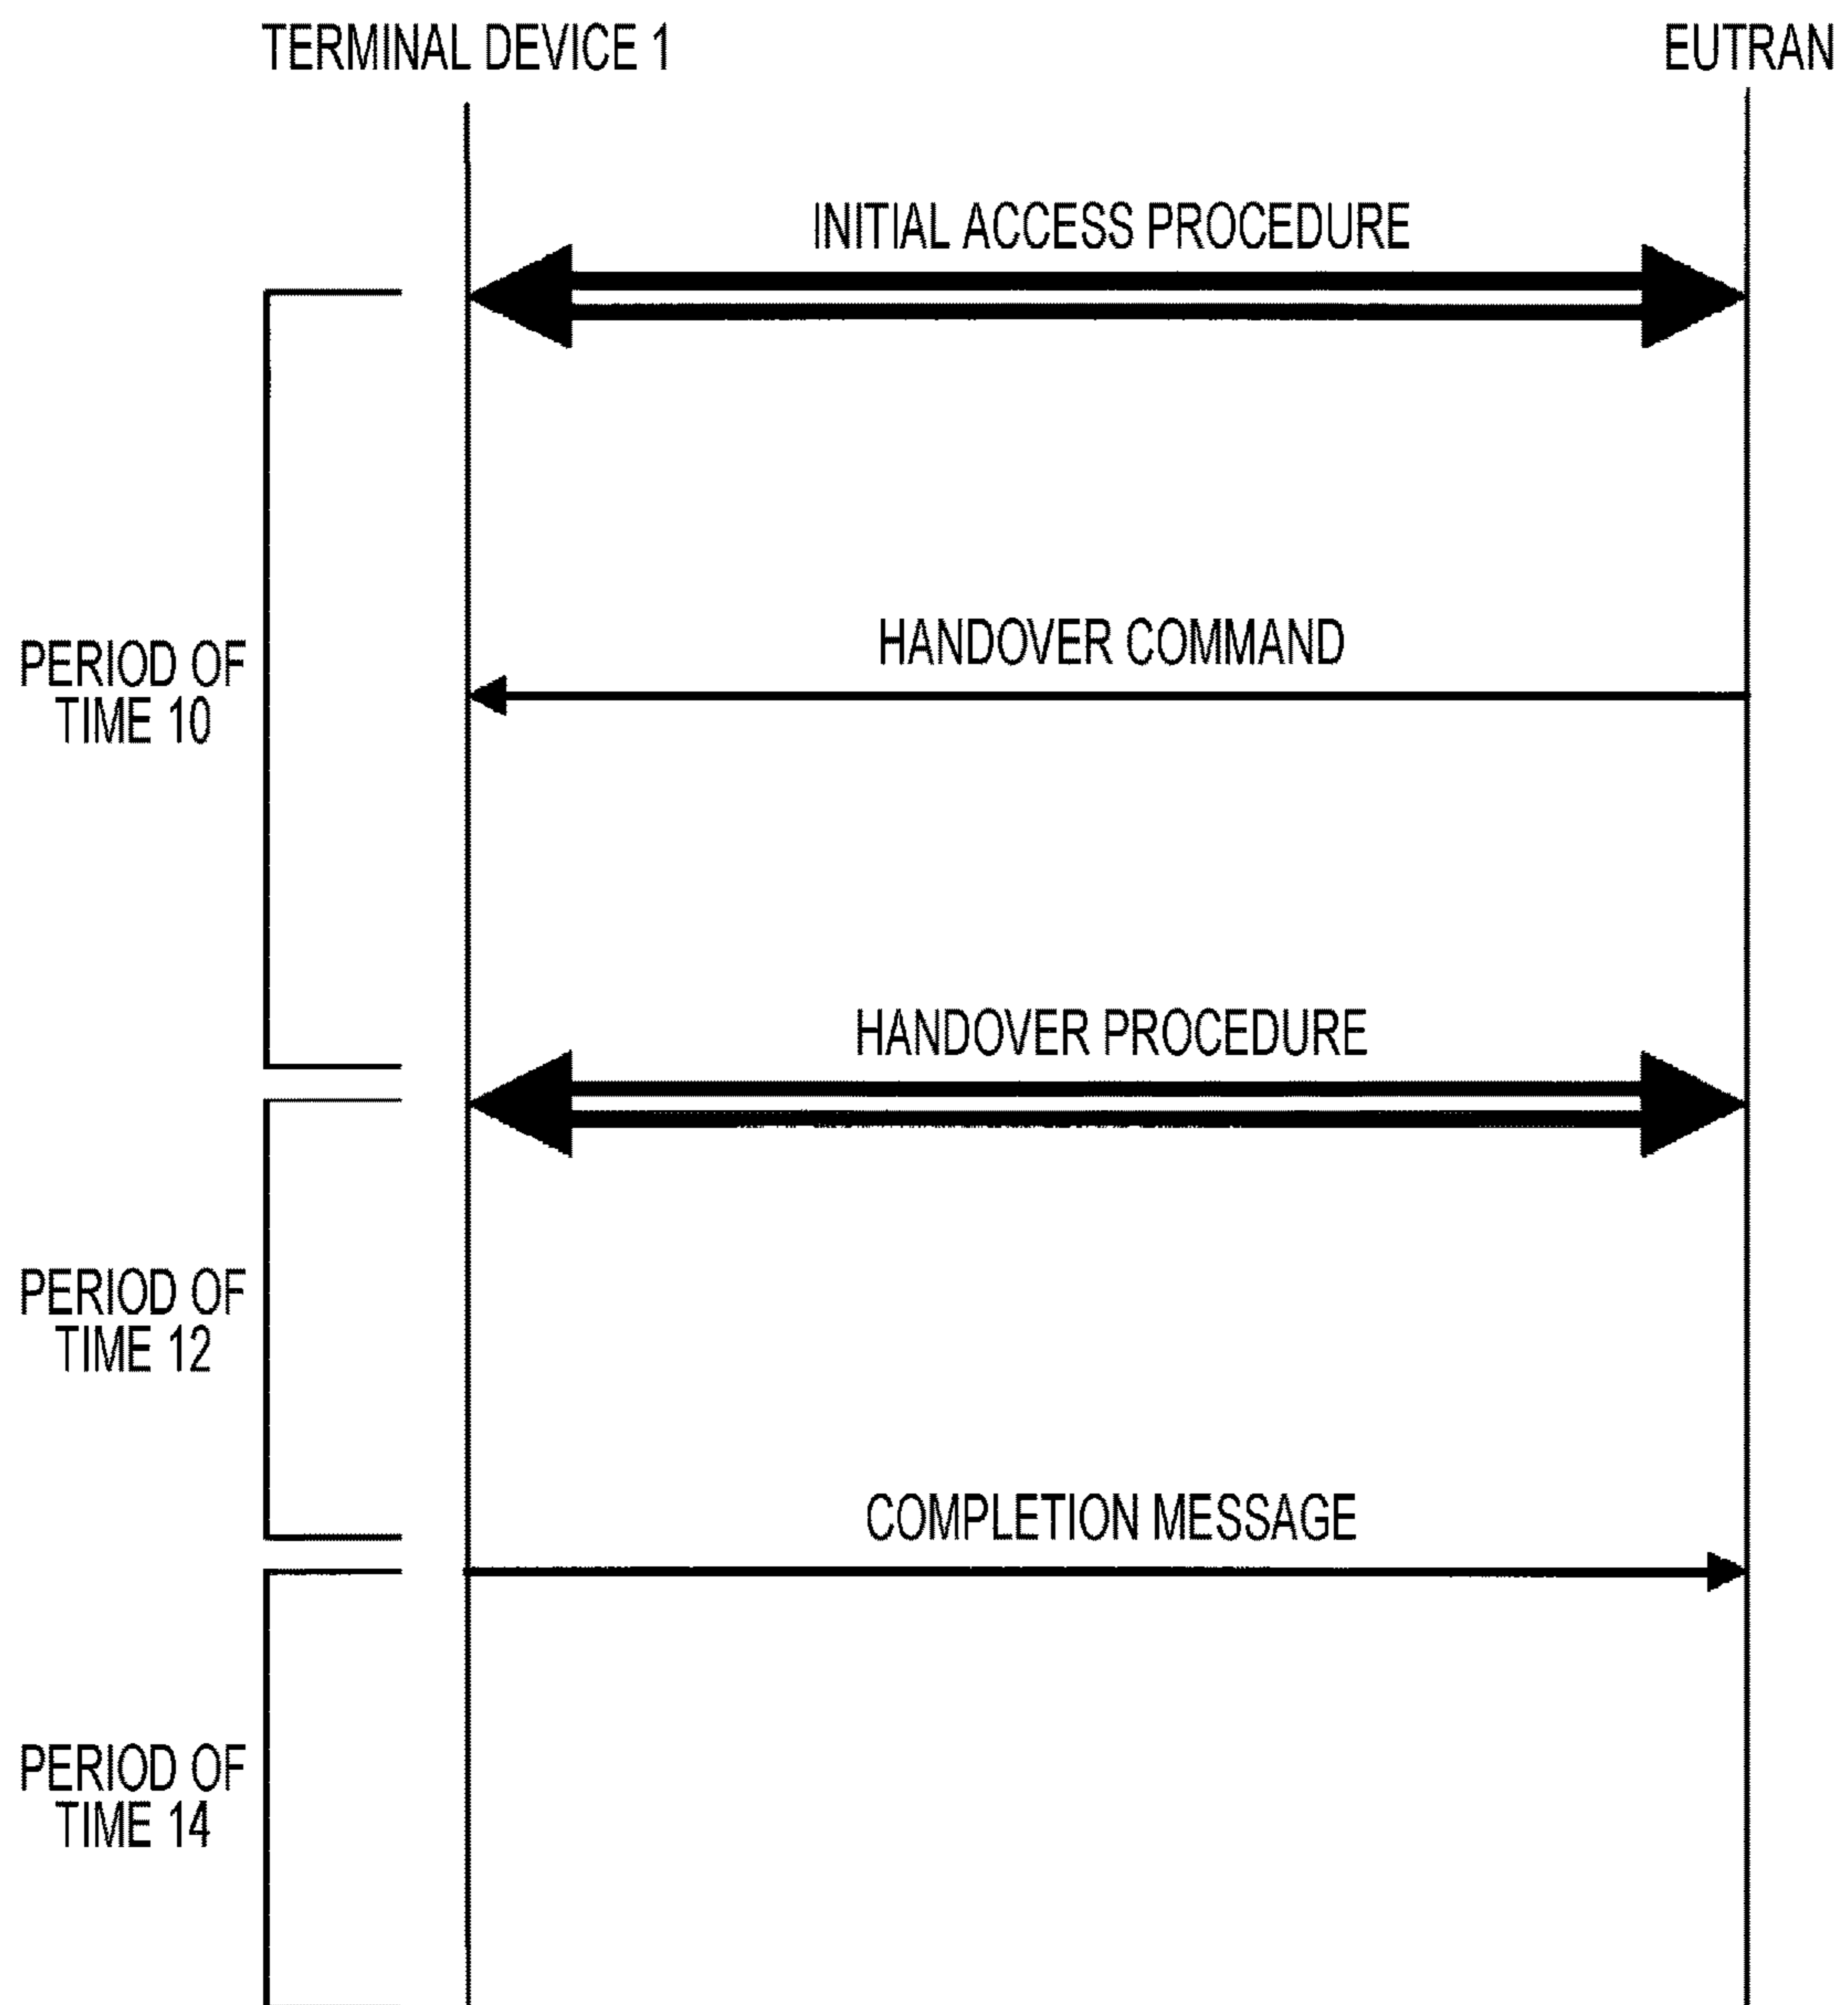 TERMINAL DEVICE 1
EUTRAN
INITIAL ACCESS PROCEDURE
HANDOVER COMMAND
PERIOD OF
TIME 10
HANDOVER PROCEDURE
PERIOD OF
TIME 12
COMPLETION MESSAGE
PERIOD OF
TIME 14